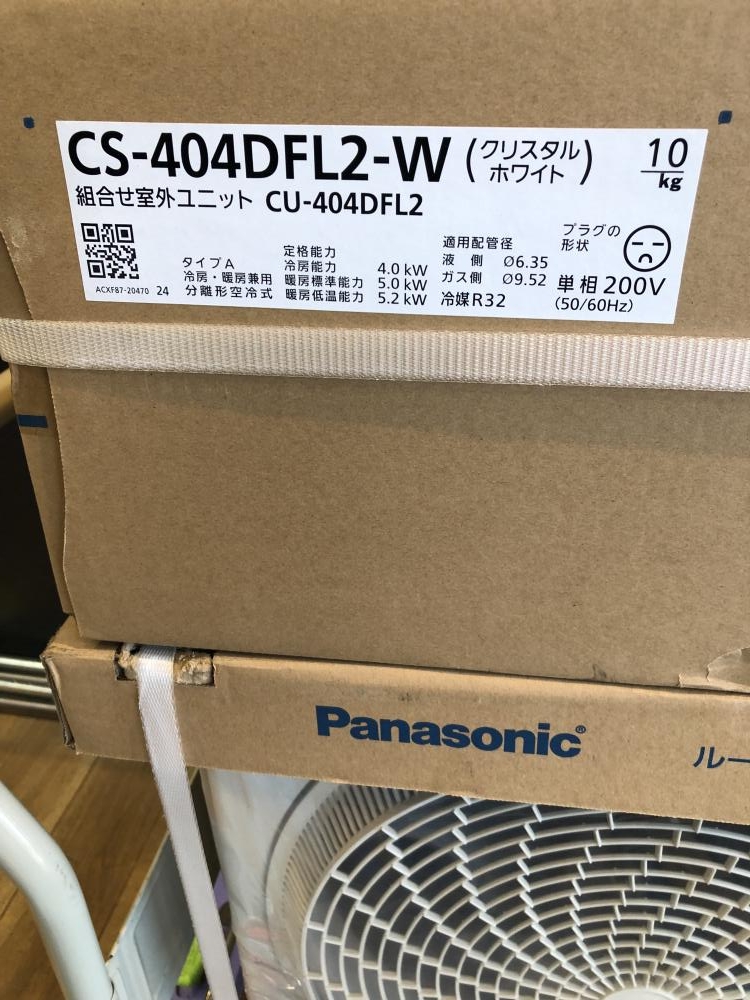 CS-404DFL2-W (クリスタルホワイト) 10 kg
組合せ室外ユニット CU-404DFL2
ACXF87-20470 24
タイプA
冷房・暖房兼用
分離形空冷式
定格能力
冷房能力 4.0 kW
暖房標準能力 5.0 kW
暖房低温能力 5.2 kW
適用配管径
液側 Ø6.35
ガス側 Ø9.52
冷媒R32
プラグの
形状
単相200V
(50/60Hz)
Panasonic®
ルー